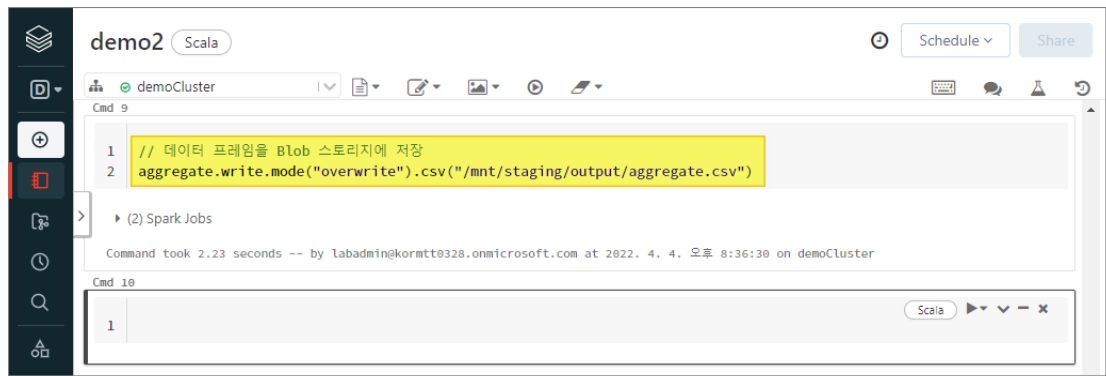 demo2 Scala
Schedule
Share
D
demoCluster
Cmd 9
1 // 데이터 프레임을 Blob 스토리지에 저장
2 aggregate.write.mode("overwrite").csv("/mnt/staging/output/aggregate.csv")
(2) Spark Jobs
Command took 2.23 seconds -- by labadmin@kormtt0328.onmicrosoft.com at 2022. 4. 4. 오후 8:36:30 on demoCluster
Cmd 10
Scala
1